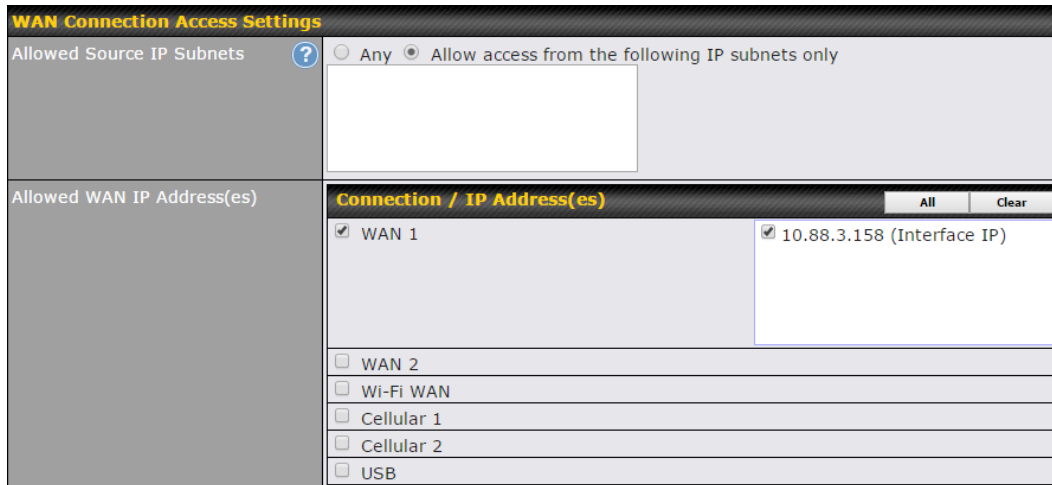 WAN Connection Access Settings
Allowed Source IP Subnets ? Any Allow access from the following IP subnets only
Allowed WAN IP Address(es)
Connection / IP Address(es) All Clear
WAN 1 10.88.3.158 (Interface IP)
WAN 2
Wi-Fi WAN
Cellular 1
Cellular 2
USB